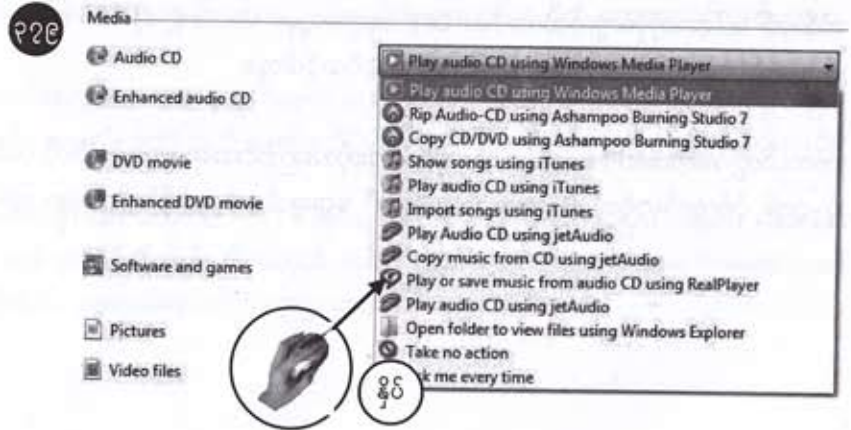 ၃၂၉
Media
Audio CD
Enhanced audio CD
DVD movie
Enhanced DVD movie
Software and games
Pictures
Video files
Play audio CD using Windows Media Player
Play audio CD using Windows Media Player
Rip Audio-CD using Ashampoo Burning Studio 7
Copy CD/DVD using Ashampoo Burning Studio 7
Show songs using iTunes
Play audio CD using iTunes
Import songs using iTunes
Play Audio CD using jetAudio
Copy music from CD using jetAudio
Play or save music from audio CD using RealPlayer
Play audio CD using jetAudio
Open folder to view files using Windows Explorer
Take no action
k me every time
နှိပ်